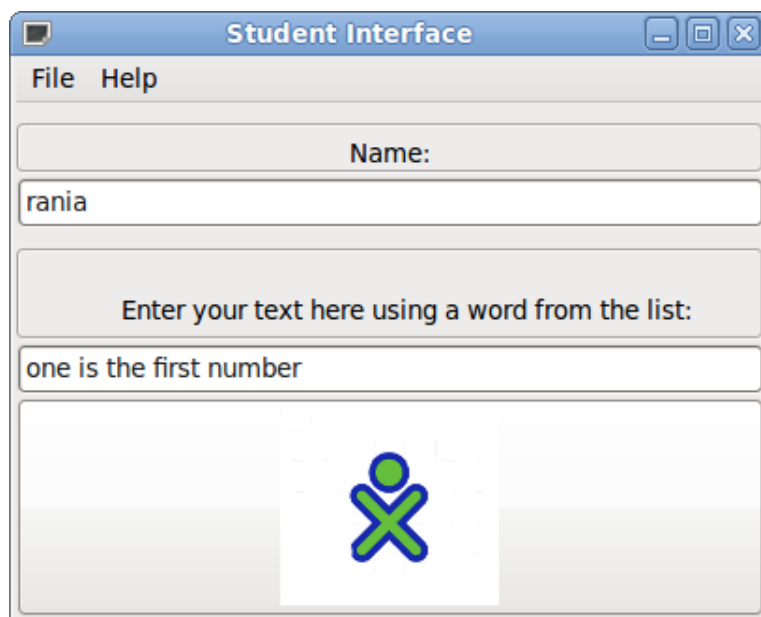 Student Interface
File Help
Name:
rania
Enter your text here using a word from the list:
one is the first number